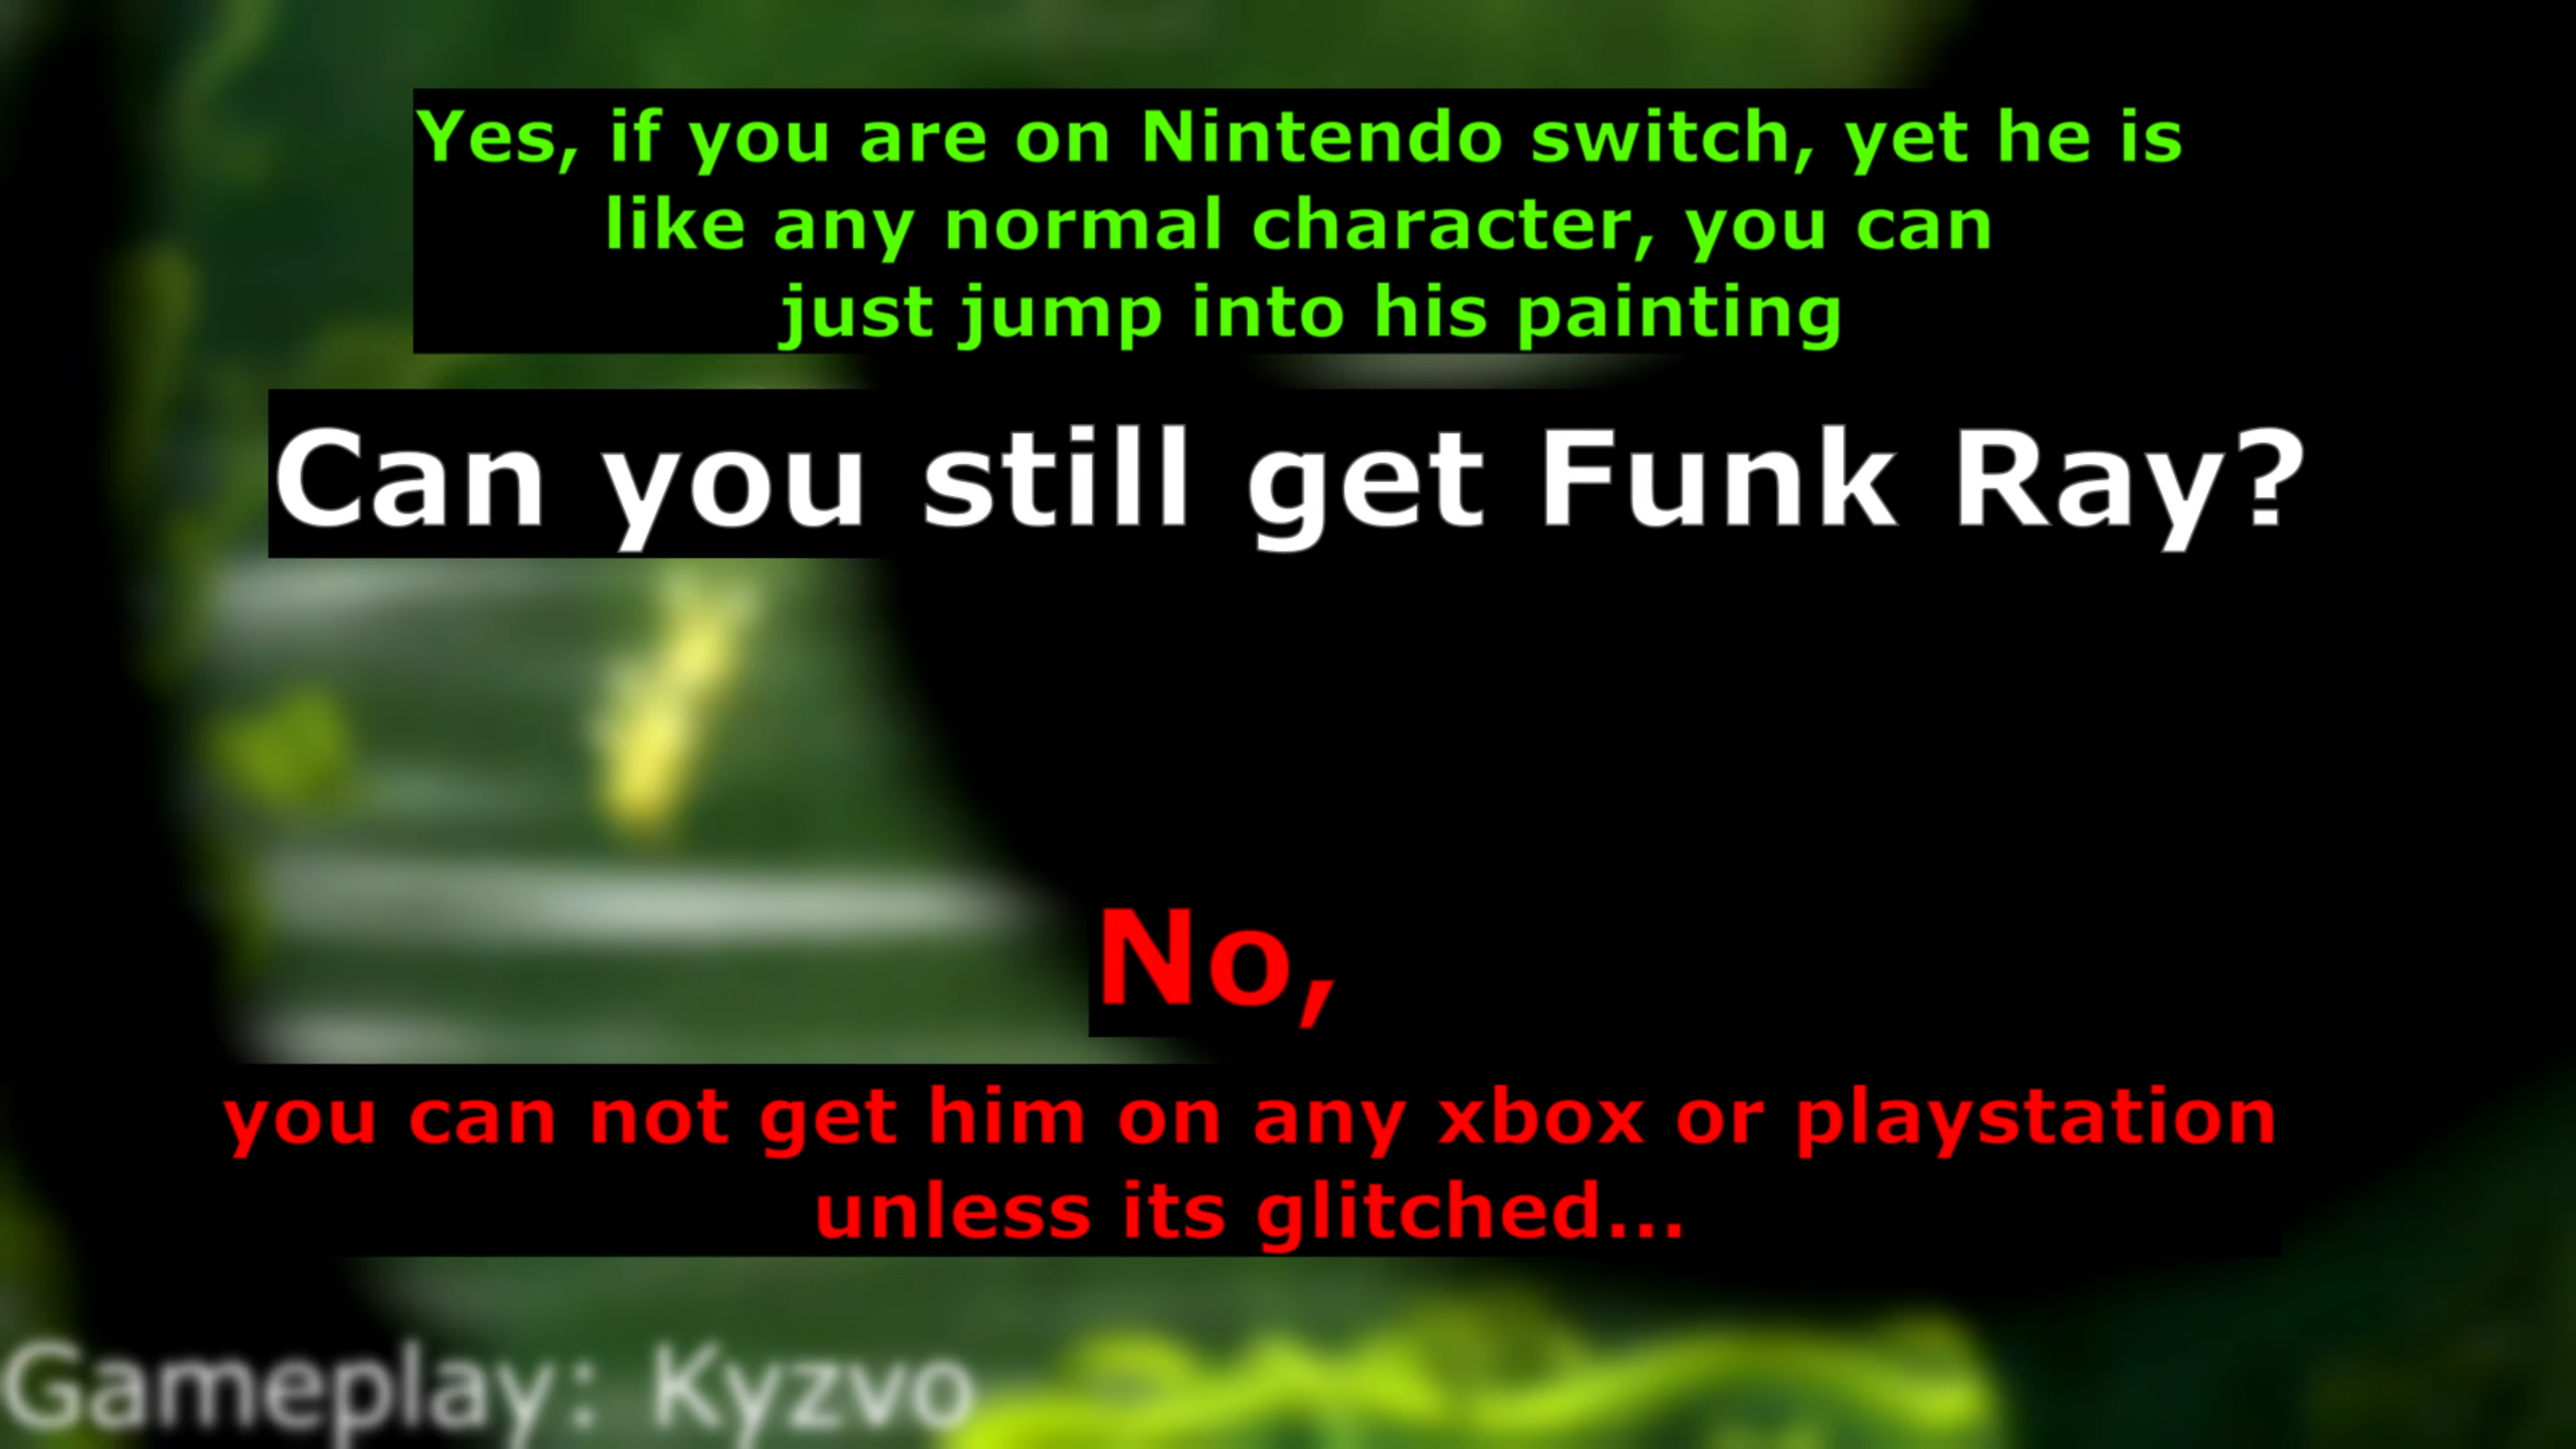 Yes, if you are on Nintendo switch, yet he is
like any normal character, you can
just jump into his painting
Can you still get Funk Ray?
No,
you can not get him on any xbox or playstation
unless its glitched...
Gameplay: Kyzvo